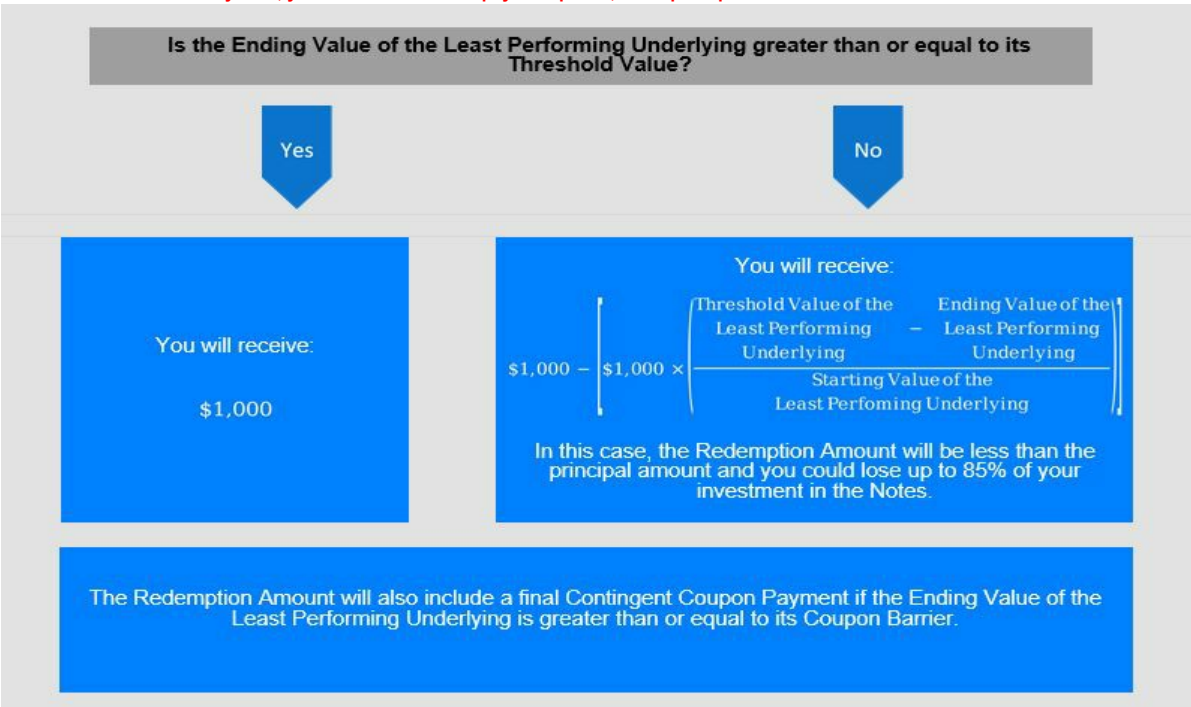 Is the Ending Value of the Least Performing Underlying greater than or equal to its
Threshold Value?
Yes
No
You will receive:
$1,000
You will receive:
$1,000 − [$1,000 × (
Threshold Value of the
Least Performing
Underlying
−
Ending Value of the
Least Performing
Underlying
Starting Value of the
Least Perfoming Underlying
)]
In this case, the Redemption Amount will be less than the
principal amount and you could lose up to 85% of your
investment in the Notes.
The Redemption Amount will also include a final Contingent Coupon Payment if the Ending Value of the
Least Performing Underlying is greater than or equal to its Coupon Barrier.